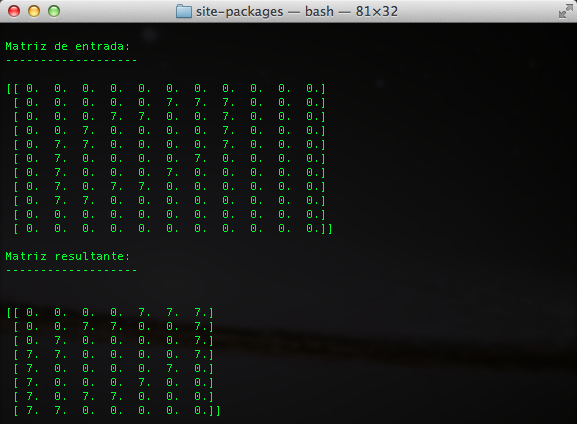 site-packages — bash — 81×32
Matriz de entrada:
-------------------
[[ 0.  0.  0.  0.  0.  0.  0.  0.  0.  0.  0.]
[ 0.  0.  0.  0.  0.  7.  7.  7.  0.  0.  0.]
[ 0.  0.  0.  7.  7.  0.  0.  7.  0.  0.  0.]
[ 0.  0.  7.  0.  0.  0.  0.  7.  0.  0.  0.]
[ 0.  7.  7.  0.  0.  0.  0.  7.  0.  0.  0.]
[ 0.  7.  0.  0.  0.  0.  7.  0.  0.  0.  0.]
[ 0.  7.  0.  0.  0.  7.  0.  0.  0.  0.  0.]
[ 0.  7.  0.  7.  7.  0.  0.  0.  0.  0.  0.]
[ 0.  7.  7.  0.  0.  0.  0.  0.  0.  0.  0.]
[ 0.  0.  0.  0.  0.  0.  0.  0.  0.  0.  0.]
[ 0.  0.  0.  0.  0.  0.  0.  0.  0.  0.  0.]]
Matriz resultante:
-------------------
[[ 0.  0.  0.  0.  7.  7.  7.]
[ 0.  0.  7.  7.  0.  0.  7.]
[ 0.  7.  0.  0.  0.  0.  7.]
[ 7.  7.  0.  0.  0.  0.  7.]
[ 7.  0.  0.  0.  0.  7.  0.]
[ 7.  0.  0.  0.  7.  0.  0.]
[ 7.  0.  7.  7.  0.  0.  0.]
[ 7.  7.  0.  0.  0.  0.  0.]]